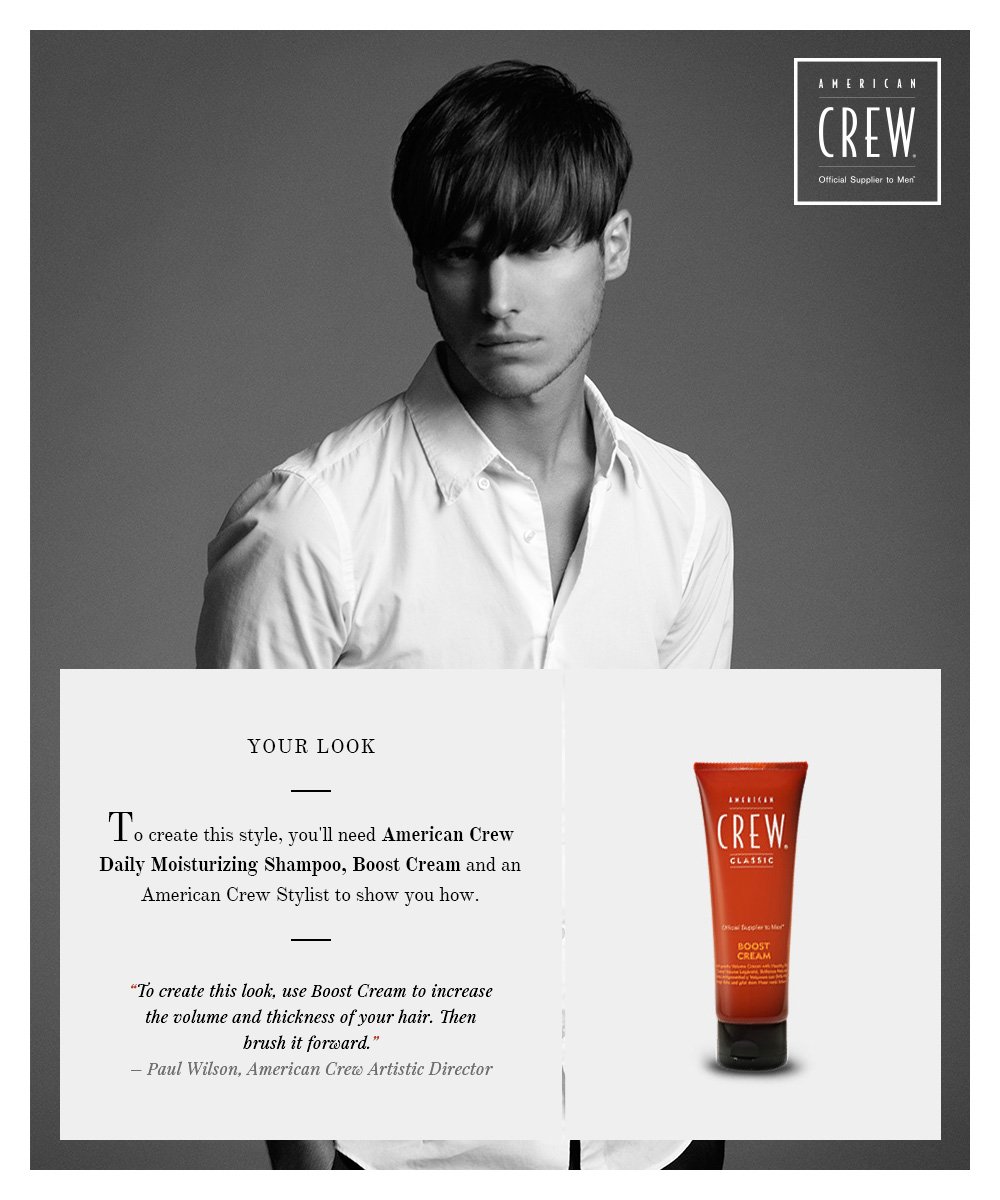 AMERICAN
CREW
Official Supplier to Men
YOUR LOOK
To create this style, you'll need American Crew
Daily Moisturizing Shampoo, Boost Cream and an
American Crew Stylist to show you how.
“To create this look, use Boost Cream to increase
the volume and thickness of your hair. Then
brush it forward.”
– Paul Wilson, American Crew Artistic Director
AMERICAN
CREW
CLASSIC
Official Supplier to Men
BOOST
CREAM